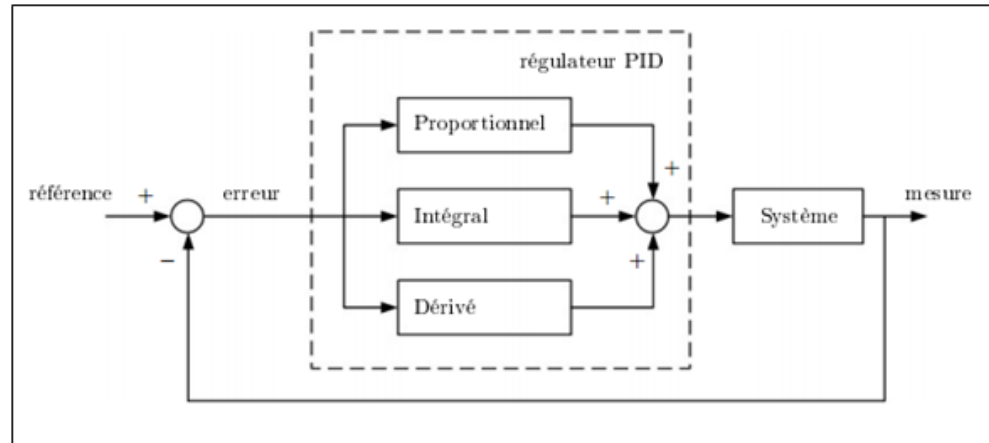 régulateur PID
Proportionnel
+
référence
+
erreur
Intégral
+
Système
mesure
−
+
Dérivé